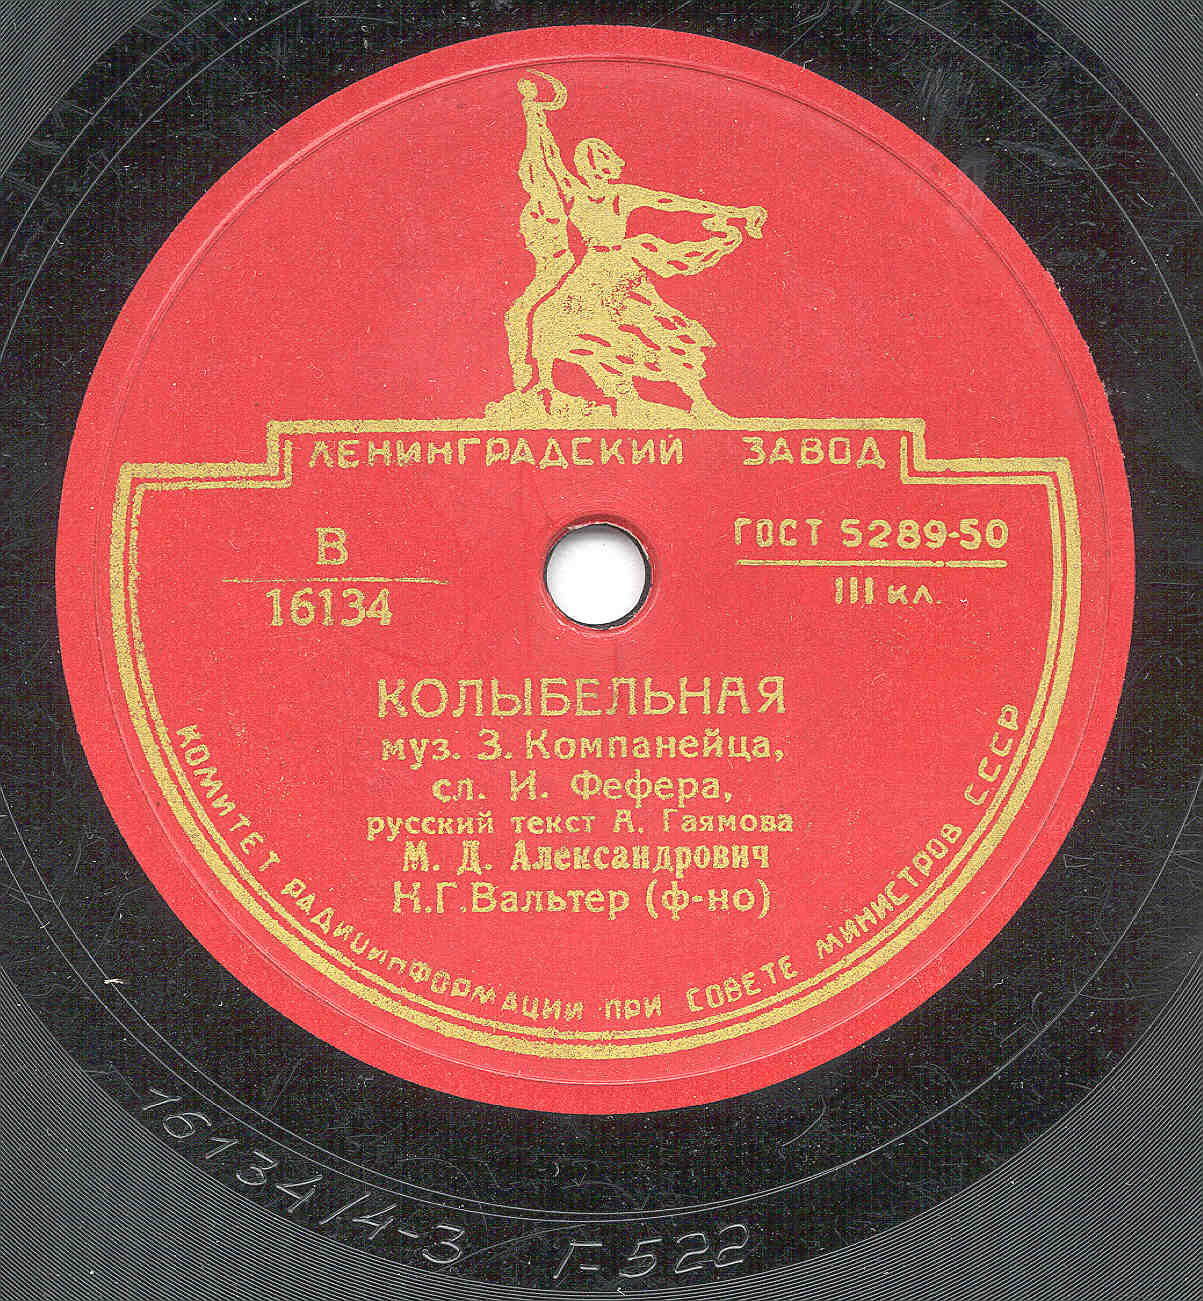 ЛЕНИНГРАДСКИЙ ЗАВОД
В
16134
ГОСТ 5289-50
III кл.
КОЛЫБЕЛЬНАЯ
муз. З. Компанейца,
сл. И. Фефера,
русский текст А. Гаямова
М. Д. Александрович
Н.Г.Вальтер (ф-но)
КОМИТЕТ РАДИОИНФОРМАЦИИ ПРИ СОВЕТЕ МИНИСТРОВ СССР
16134/4-3 Г-522